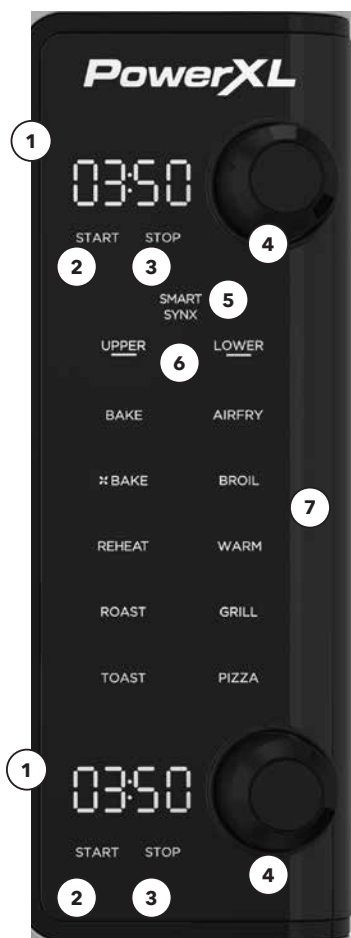 PowerXL
1
03:50
4
START STOP
2 3
SMART 5
SYNX
UPPER 6 LOWER
BAKE AIRFRY
BAKE BROIL
7
REHEAT WARM
ROAST GRILL
TOAST PIZZA
1
03:50
START STOP
4
2 3